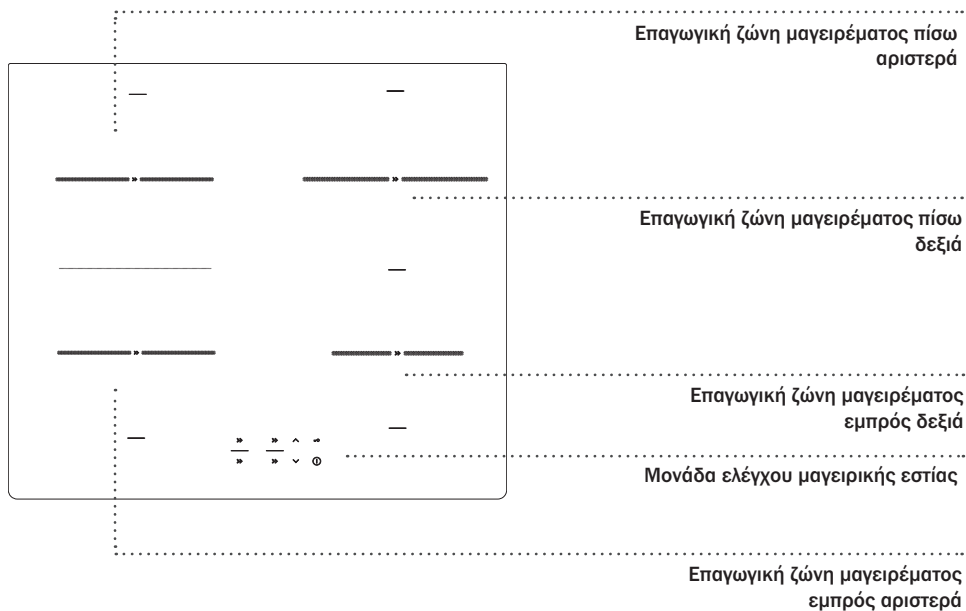 Επαγωγική ζώνη μαγειρέματος πίσω
αριστερά
Επαγωγική ζώνη μαγειρέματος πίσω
δεξιά
Επαγωγική ζώνη μαγειρέματος
εμπρός δεξιά
Μονάδα ελέγχου μαγειρικής εστίας
Επαγωγική ζώνη μαγειρέματος
εμπρός αριστερά